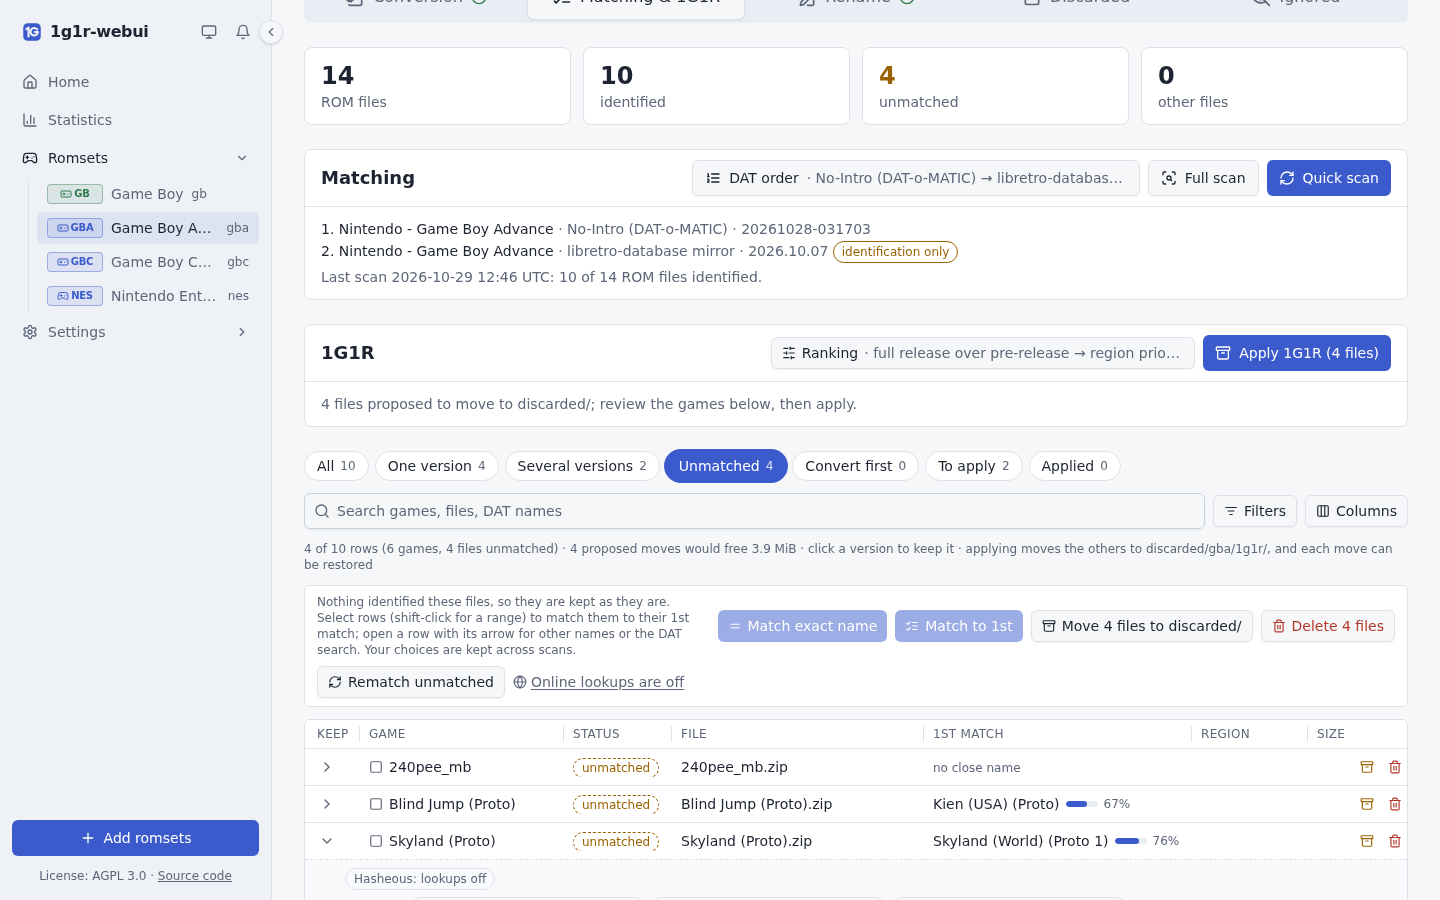 1g1r-webui
Home
Statistics
Romsets
GB Game Boy gb
GBA Game Boy A... gba
GBC Game Boy C... gbc
NES Nintendo Ent... nes
Settings
Add romsets
License: AGPL 3.0 · Source code
Conversion
Matching & 1G1R
Rename
Discarded
Ignored
14
ROM files
10
identified
4
unmatched
0
other files
Matching
DAT order · No-Intro (DAT-o-MATIC) → libretro-databas...
Full scan
Quick scan
1. Nintendo - Game Boy Advance · No-Intro (DAT-o-MATIC) · 20261028-031703
2. Nintendo - Game Boy Advance · libretro-database mirror · 2026.10.07 identification only
Last scan 2026-10-29 12:46 UTC: 10 of 14 ROM files identified.
1G1R
Ranking · full release over pre-release → region prio...
Apply 1G1R (4 files)
4 files proposed to move to discarded/; review the games below, then apply.
All 10
One version 4
Several versions 2
Unmatched 4
Convert first 0
To apply 2
Applied 0
Search games, files, DAT names
Filters
Columns
4 of 10 rows (6 games, 4 files unmatched) · 4 proposed moves would free 3.9 MiB · click a version to keep it · applying moves the others to discarded/gba/1g1r/, and each move can
be restored
Nothing identified these files, so they are kept as they are.
Select rows (shift-click for a range) to match them to their 1st
match; open a row with its arrow for other names or the DAT
search. Your choices are kept across scans.
Match exact name
Match to 1st
Move 4 files to discarded/
Delete 4 files
Rematch unmatched
Online lookups are off
KEEP GAME STATUS FILE 1ST MATCH REGION SIZE
240pee_mb unmatched 240pee_mb.zip no close name
Blind Jump (Proto) unmatched Blind Jump (Proto).zip Kien (USA) (Proto) 67%
Skyland (Proto) unmatched Skyland (Proto).zip Skyland (World) (Proto 1) 76%
Hasheous: lookups off